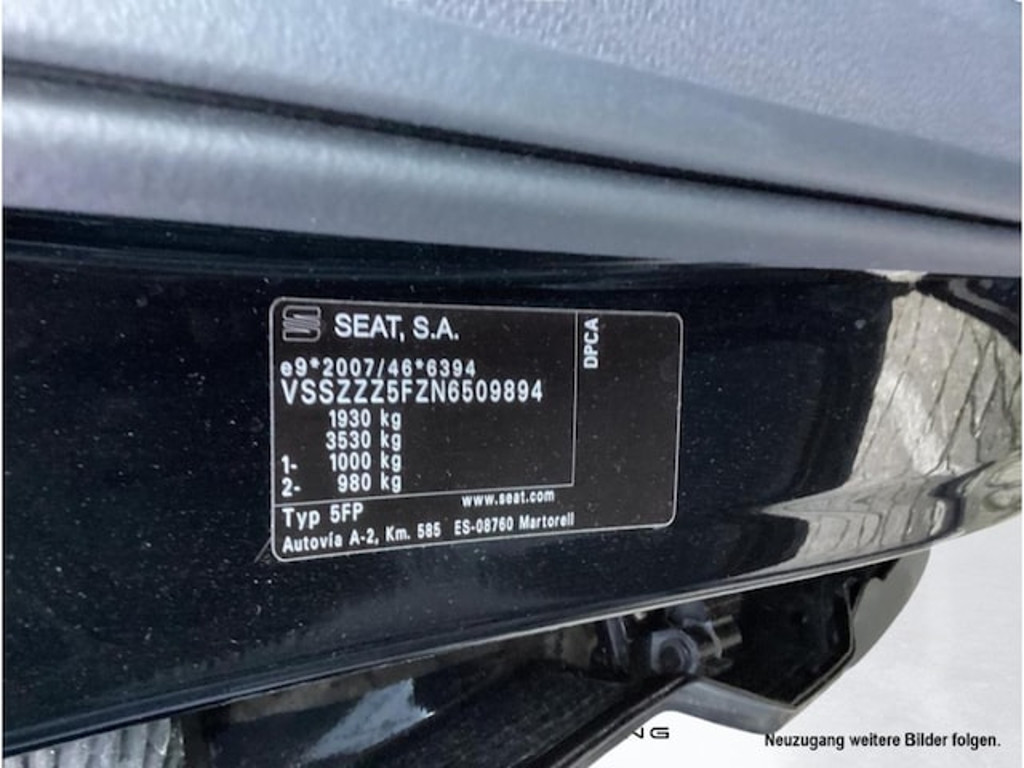 SEAT, S.A.
DPCA
e9*2007/46*6394
VSSZZZ5FZN6509894
1930 kg
3530 kg
1- 1000 kg
2- 980 kg
www.seat.com
Typ 5FP
Autovía A-2, Km. 585 ES-08760 Martorell
NG
Neuzugang weitere Bilder folgen.